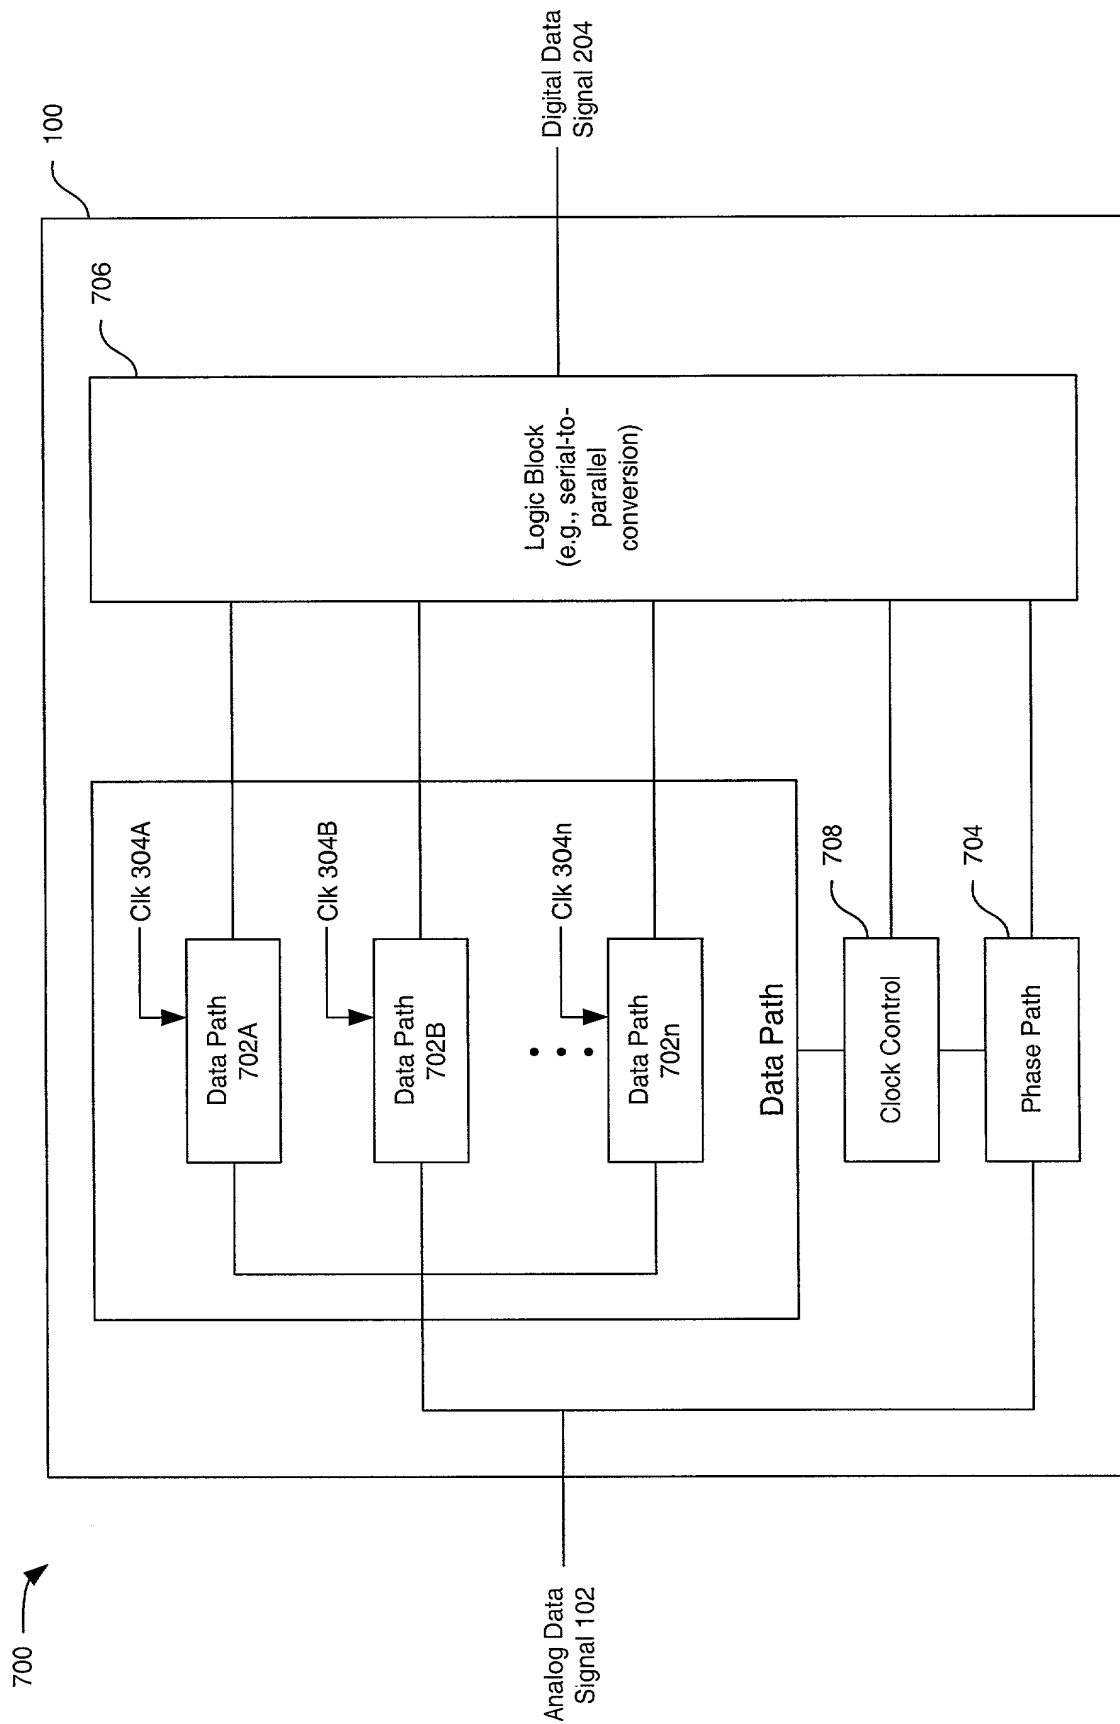 700
100
706
Analog Data
Signal 102
Clk 304A
Data Path
702A
Clk 304B
Data Path
702B
Clk 304n
Data Path
702n
Data Path
708
Clock Control
704
Phase Path
Logic Block
(e.g., serial-to-
parallel
conversion)
Digital Data
Signal 204